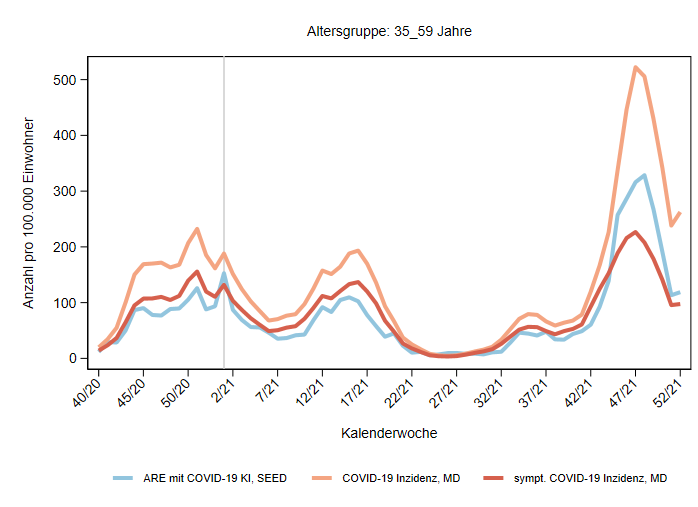 Altersgruppe: 35_59 Jahre
Anzahl pro 100.000 Einwohner
500
400
300
200
100
0
40/20 45/20 50/20 2/21 7/21 12/21 17/21 22/21 27/21 32/21 37/21 42/21 47/21 52/21
Kalenderwoche
ARE mit COVID-19 KI, SEED COVID-19 Inzidenz, MD sympt. COVID-19 Inzidenz, MD